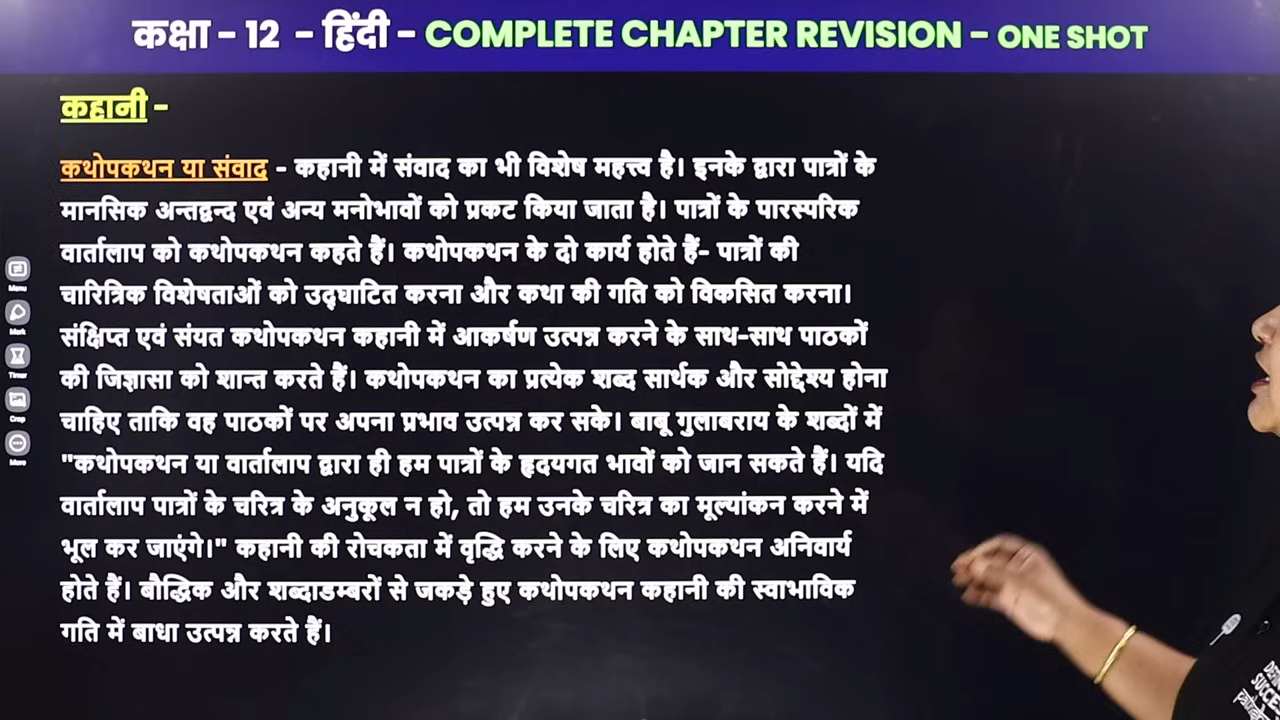 कक्षा - 12 - हिंदी - COMPLETE CHAPTER REVISION - ONE SHOT
कहानी -
कथोपकथन या संवाद - कहानी में संवाद का भी विशेष महत्त्व है। इनके द्वारा पात्रों के
मानसिक अन्तद्वन्द एवं अन्य मनोभावों को प्रकट किया जाता है। पात्रों के पारस्परिक
वार्तालाप को कथोपकथन कहते हैं। कथोपकथन के दो कार्य होते हैं- पात्रों की
चारित्रिक विशेषताओं को उद्घाटित करना और कथा की गति को विकसित करना।
संक्षिप्त एवं संयत कथोपकथन कहानी में आकर्षण उत्पन्न करने के साथ-साथ पाठकों
की जिज्ञासा को शान्त करते हैं। कथोपकथन का प्रत्येक शब्द सार्थक और सोद्देश्य होना
चाहिए ताकि वह पाठकों पर अपना प्रभाव उत्पन्न कर सके। बाबू गुलाबराय के शब्दों में
"कथोपकथन या वार्तालाप द्वारा ही हम पात्रों के हृदयगत भावों को जान सकते हैं। यदि
वार्तालाप पात्रों के चरित्र के अनुकूल न हो, तो हम उनके चरित्र का मूल्यांकन करने में
भूल कर जाएंगे।" कहानी की रोचकता में वृद्धि करने के लिए कथोपकथन अनिवार्य
होते हैं। बौद्धिक और शब्दाडम्बरों से जकड़े हुए कथोपकथन कहानी की स्वाभाविक
गति में बाधा उत्पन्न करते हैं।
Menu
Mark
Timer
Crop
More